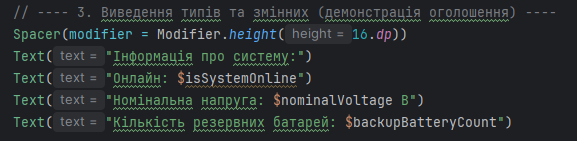 // ---- 3. Виведення типів та змінних (демонстрація оголошення) ----
Spacer(modifier = Modifier.height( height = 16.dp))
Text( text = "Інформація про систему:")
Text( text = "Онлайн: $isSystemOnline")
Text( text = "Номінальна напруга: $nominalVoltage В")
Text( text = "Кількість резервних батарей: $backupBatteryCount")